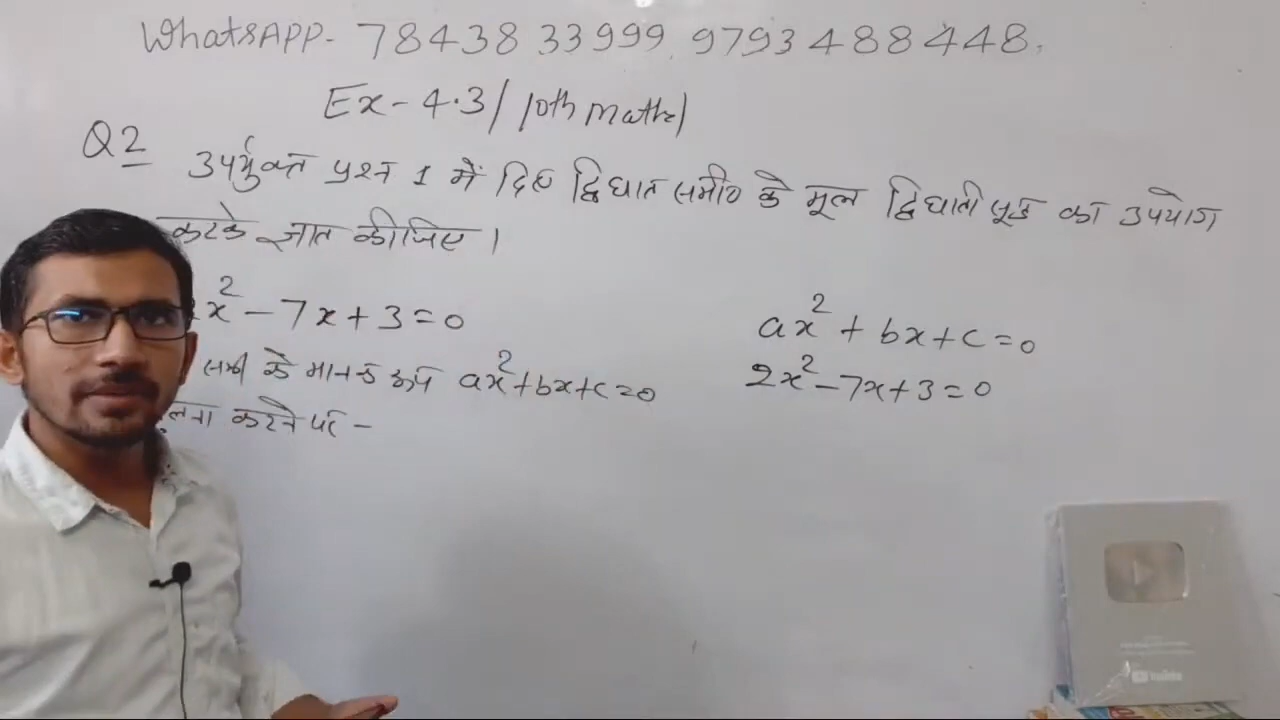 WhatsAPP- 78438 33999, 9793488448,
Ex-4.3/ 10th maths/
Q2 उपर्युक्त प्रश्न 1 में दिए द्विघात समी० के मूल द्विघाती सूत्र का उपयोग
करके ज्ञात कीजिए।
x² - 7x + 3 = 0
समी के मानक रूप ax² + bx + c = 0
करने पर -
ax² + bx + c = 0
2x² - 7x + 3 = 0
YouTube